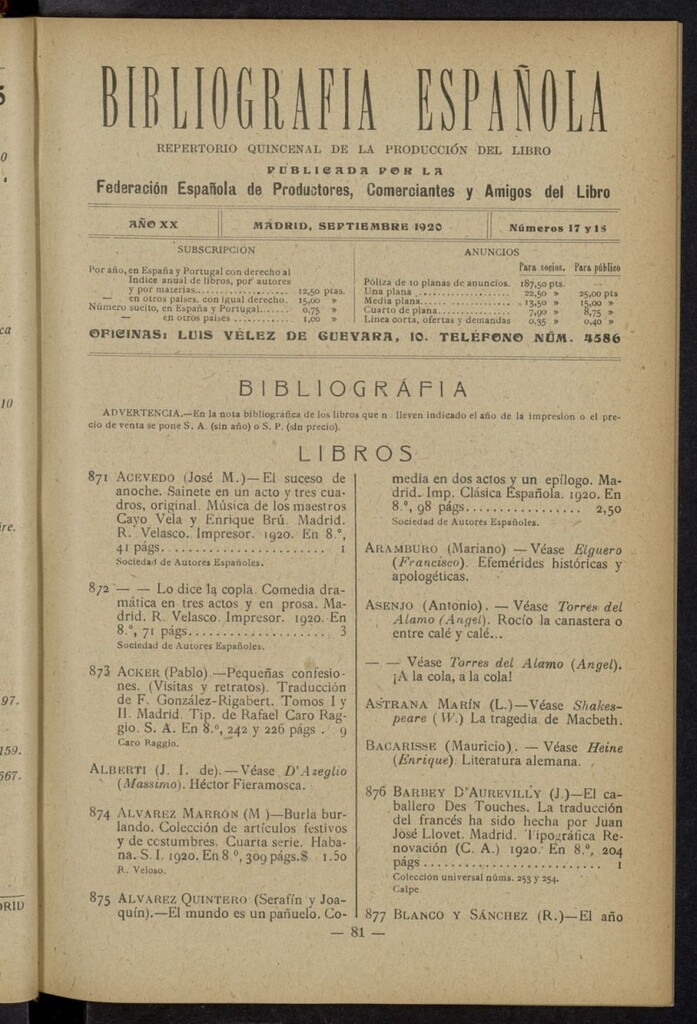 BIBLIOGRAFIA ESPAÑOLA
REPERTORIO QUINCENAL DE LA PRODUCCIÓN DEL LIBRO
PUBLICADA POR LA
Federación Española de Productores, Comerciantes y Amigos del Libro
AÑO XX
MADRID, SEPTIEMBRE 1920
Números 17 y 18
SUBSCRIPCIÓN
Por año, en España y Portugal con derecho al
Indice anual de libros, por autores
y por materias........................ 12,50 ptas.
— en otros países, con igual derecho. 15,00 »
Número suelto, en España y Portugal....... 0,75 »
— en otros países ............... 1,00 »
ANUNCIOS
Para socios. Para público
Póliza de 10 planas de anuncios. 187,50 pts. —
Una plana ....................... 22,50 » 25,00 pts
Media plana...................... 13,50 » 15,00 »
Cuarto de plana.................. 7,90 » 8,75 »
Línea corta, ofertas y demandas 0,35 » 0,40 »
OFICINAS: LUIS VÉLEZ DE GUEVARA, 10. TELÉFONO NÚM. 4586
BIBLIOGRÁFIA
ADVERTENCIA.—En la nota bibliográfica de los libros que n lleven indicado el año de la impresion o el pre-
cio de venta se pone S. A. (sin año) o S. P. (sin precio).
LIBROS
871 ACEVEDO (José M.)—El suceso de
anoche. Sainete en un acto y tres cua-
dros, original. Música de los maestros
Cayo Vela y Enrique Brú. Madrid.
R. Velasco. Impresor. 1920. En 8.º,
41 págs........................ 1
Sociedad de Autores Españoles.
872 — — Lo dice la copla. Comedia dra-
mática en tres actos y en prosa. Ma-
drid. R. Velasco. Impresor. 1920. En
8.º, 71 págs.................... 3
Sociedad de Autores Españoles.
873 ACKER (Pablo).—Pequeñas confesio-
nes. (Visitas y retratos). Traducción
de F. González-Rigabert. Tomos I y
II. Madrid. Tip. de Rafael Caro Rag-
gio. S. A. En 8.º, 242 y 226 págs . 9
Caro Raggio.
ALBERTI (J. I. de).—Véase D'Azeglio
(Massimo). Héctor Fieramosca.
874 ALVAREZ MARRÓN (M )—Burla bur-
lando. Colección de artículos festivos
y de costumbres. Cuarta serie. Haba-
na. S. I. 1920. En 8 º, 309 págs.$ 1.50
R. Veloso.
875 ALVAREZ QUINTERO (Serafín y Joa-
quín).—El mundo es un pañuelo. Co-
media en dos actos y un epílogo. Ma-
drid. Imp. Clásica Española. 1920. En
8.º, 98 págs................ 2,50
Sociedad de Autores Españoles.
ARAMBURO (Mariano) — Véase Elguero
(Francisco). Efemérides históricas y
apologéticas.
ASENJO (Antonio). — Véase Torres del
Alamo (Angel). Rocío la canastera o
entre calé y calé...
— — Véase Torres del Alamo (Angel).
¡A la cola, a la cola!
ASTRANA MARÍN (L.)—Véase Shakes-
peare (W.) La tragedia de Macbeth.
BACARISSE (Mauricio). — Véase Heine
(Enrique). Literatura alemana.
876 BARBEY D'AUREVILLY (J.)—El ca-
ballero Des Touches. La traducción
del francés ha sido hecha por Juan
José Llovet. Madrid. Tipográfica Re-
novación (C. A.) 1920. En 8.º, 204
págs........................... 1
Colección universal núms. 253 y 254.
Calpe.
877 BLANCO Y SÁNCHEZ (R.)—El año
— 81 —